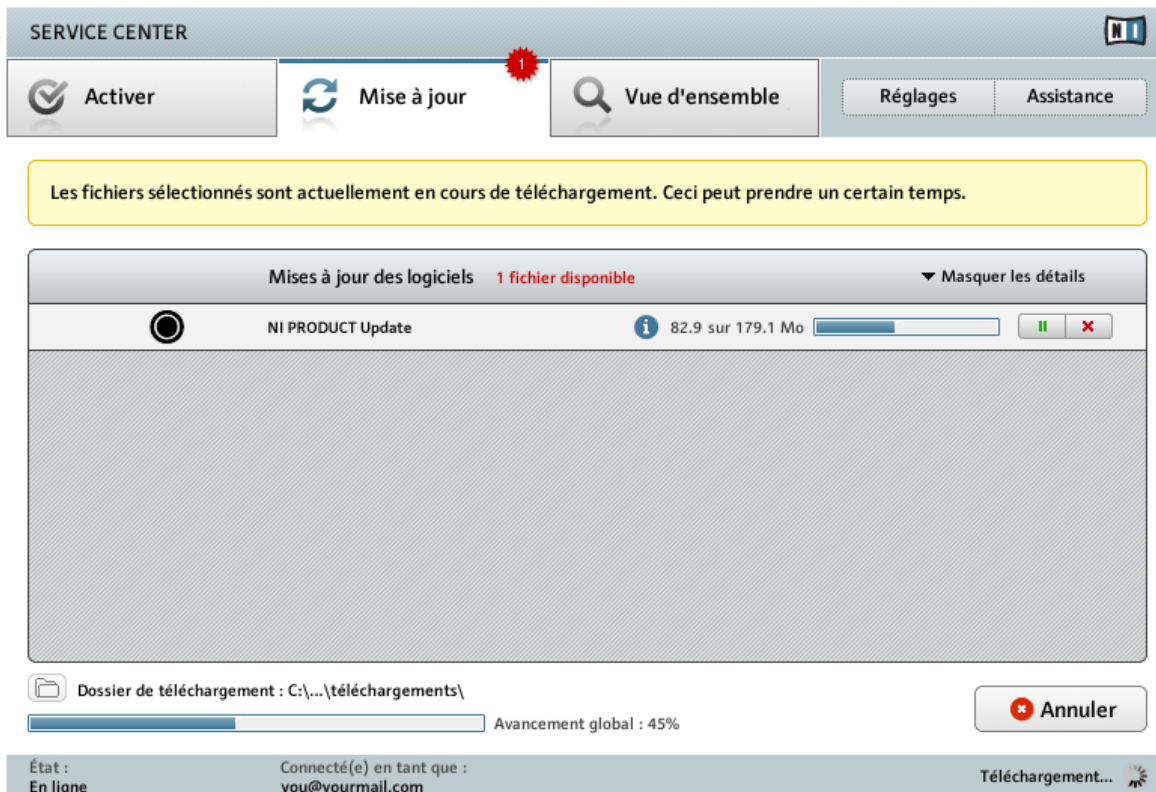 SERVICE CENTER
NI
Activer
Mise à jour
1
Vue d'ensemble
Réglages
Assistance
Les fichiers sélectionnés sont actuellement en cours de téléchargement. Ceci peut prendre un certain temps.
Mises à jour des logiciels 1 fichier disponible
Masquer les détails
NI PRODUCT Update
82.9 sur 179.1 Mo
Dossier de téléchargement : C:\...\téléchargements\
Avancement global : 45%
Annuler
État :
En ligne
Connecté(e) en tant que :
you@yourmail.com
Téléchargement...